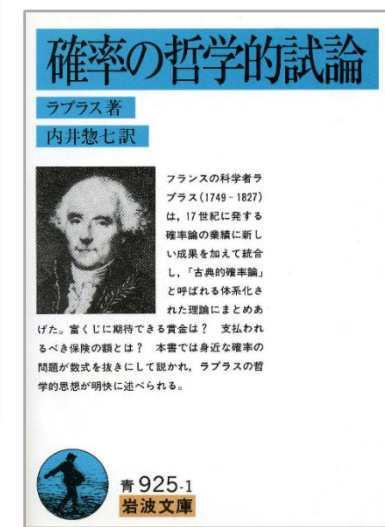 確率の哲学的試論
ラプラス著
内井惣七訳
フランスの科学者ラ
プラス(1749‐1827)
は，17世紀に発する
確率論の業績に新し
い成果を加えて統合
し，「古典的確率論」
と呼ばれる体系化さ
れた理論にまとめあ
げた。富くじに期待できる賞金は？　支払われ
るべき保険の額とは？　本書では身近な確率の
問題が数式を抜きにして説かれ，ラプラスの哲
学的思想が明快に述べられる。
青925-1
岩波文庫